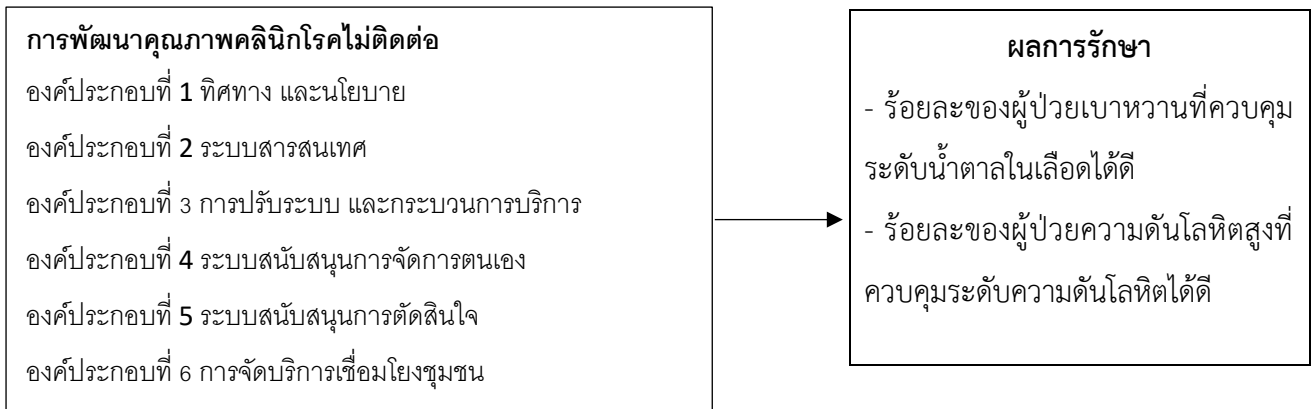 การพัฒนาคุณภาพคลินิกโรคไม่ติดต่อ
องค์ประกอบที่ 1 ทิศทาง และนโยบาย
องค์ประกอบที่ 2 ระบบสารสนเทศ
องค์ประกอบที่ 3 การปรับระบบ และกระบวนการบริการ
องค์ประกอบที่ 4 ระบบสนับสนุนการจัดการตนเอง
องค์ประกอบที่ 5 ระบบสนับสนุนการตัดสินใจ
องค์ประกอบที่ 6 การจัดบริการเชื่อมโยงชุมชน
ผลการรักษา
- ร้อยละของผู้ป่วยเบาหวานที่ควบคุม
ระดับน้ำตาลในเลือดได้ดี
- ร้อยละของผู้ป่วยความดันโลหิตสูงที่
ควบคุมระดับความดันโลหิตได้ดี